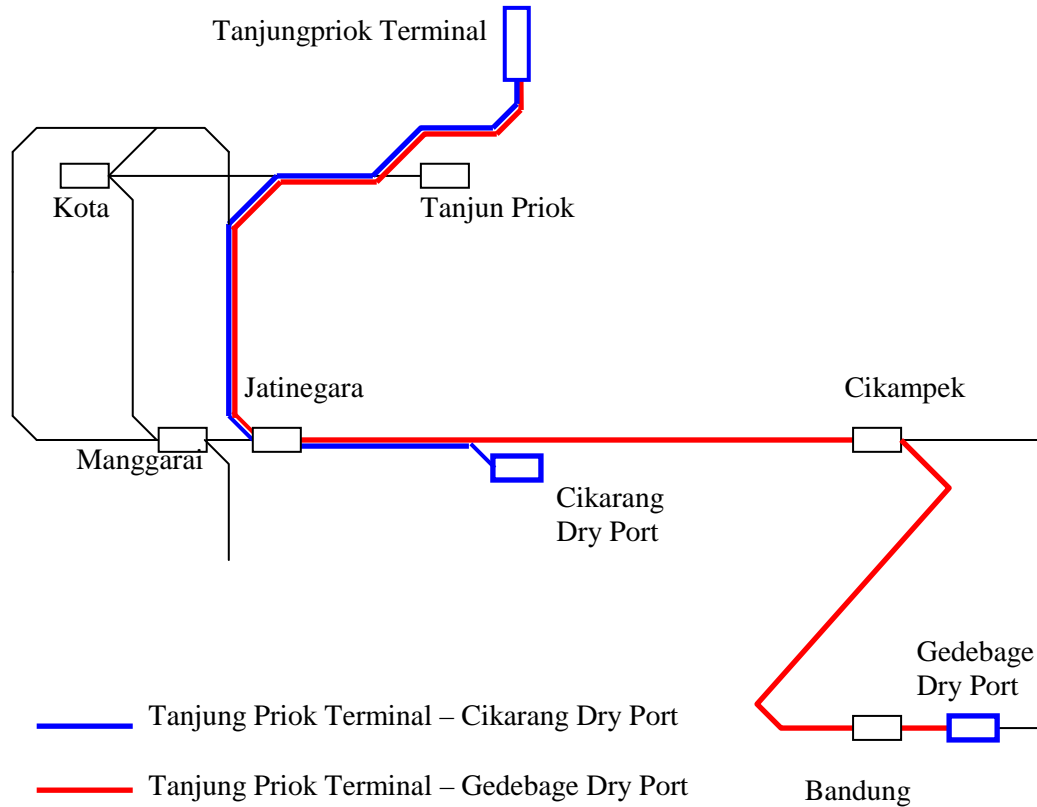 Tanjungpriok Terminal
Kota
Tanjun Priok
Jatinegara
Cikampek
Manggarai
Cikarang
Dry Port
Gedebage
Dry Port
Tanjung Priok Terminal – Cikarang Dry Port
Tanjung Priok Terminal – Gedebage Dry Port
Bandung